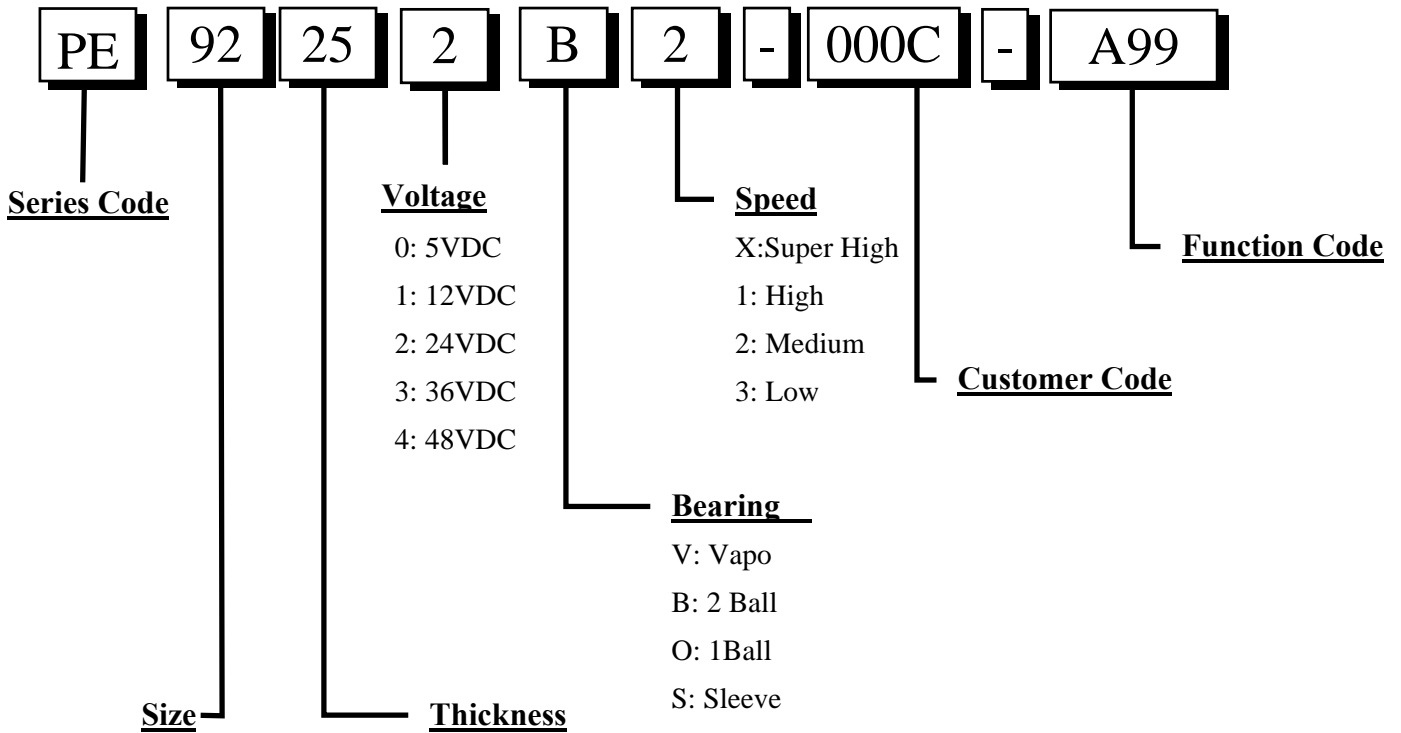 PE 92 25 2 B 2 - 000C - A99
Series Code
Voltage
0: 5VDC
1: 12VDC
2: 24VDC
3: 36VDC
4: 48VDC
Speed
X:Super High
1: High
2: Medium
3: Low
Function Code
Customer Code
Bearing
V: Vapo
B: 2 Ball
O: 1Ball
S: Sleeve
Size
Thickness